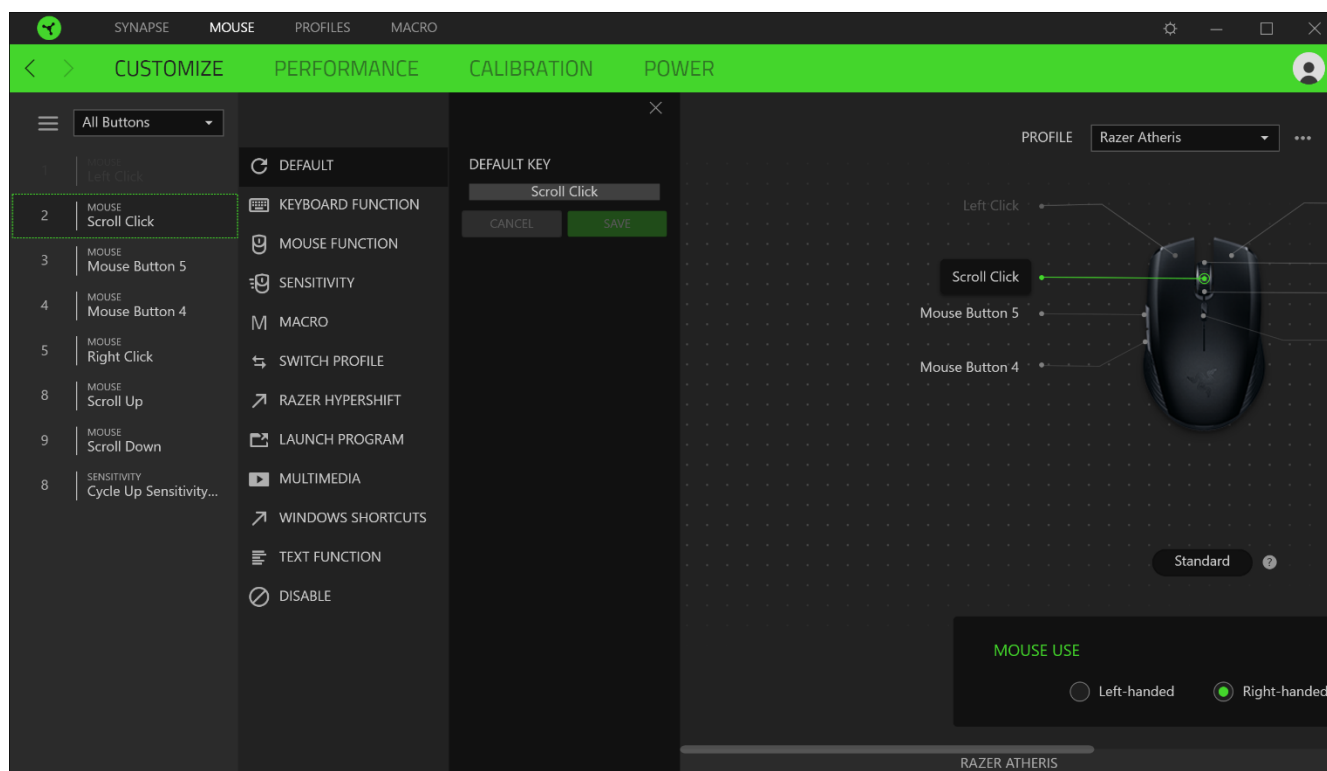 SYNAPSE MOUSE PROFILES MACRO
CUSTOMIZE PERFORMANCE CALIBRATION POWER
All Buttons
1 MOUSE
Left Click
2 MOUSE
Scroll Click
3 MOUSE
Mouse Button 5
4 MOUSE
Mouse Button 4
5 MOUSE
Right Click
8 MOUSE
Scroll Up
9 MOUSE
Scroll Down
8 SENSITIVITY
Cycle Up Sensitivity...
DEFAULT
KEYBOARD FUNCTION
MOUSE FUNCTION
SENSITIVITY
MACRO
SWITCH PROFILE
RAZER HYPERSHIFT
LAUNCH PROGRAM
MULTIMEDIA
WINDOWS SHORTCUTS
TEXT FUNCTION
DISABLE
DEFAULT KEY
Scroll Click
CANCEL SAVE
PROFILE Razer Atheris
Left Click
Scroll Click
Mouse Button 5
Mouse Button 4
Standard ?
MOUSE USE
Left-handed Right-handed
RAZER ATHERIS